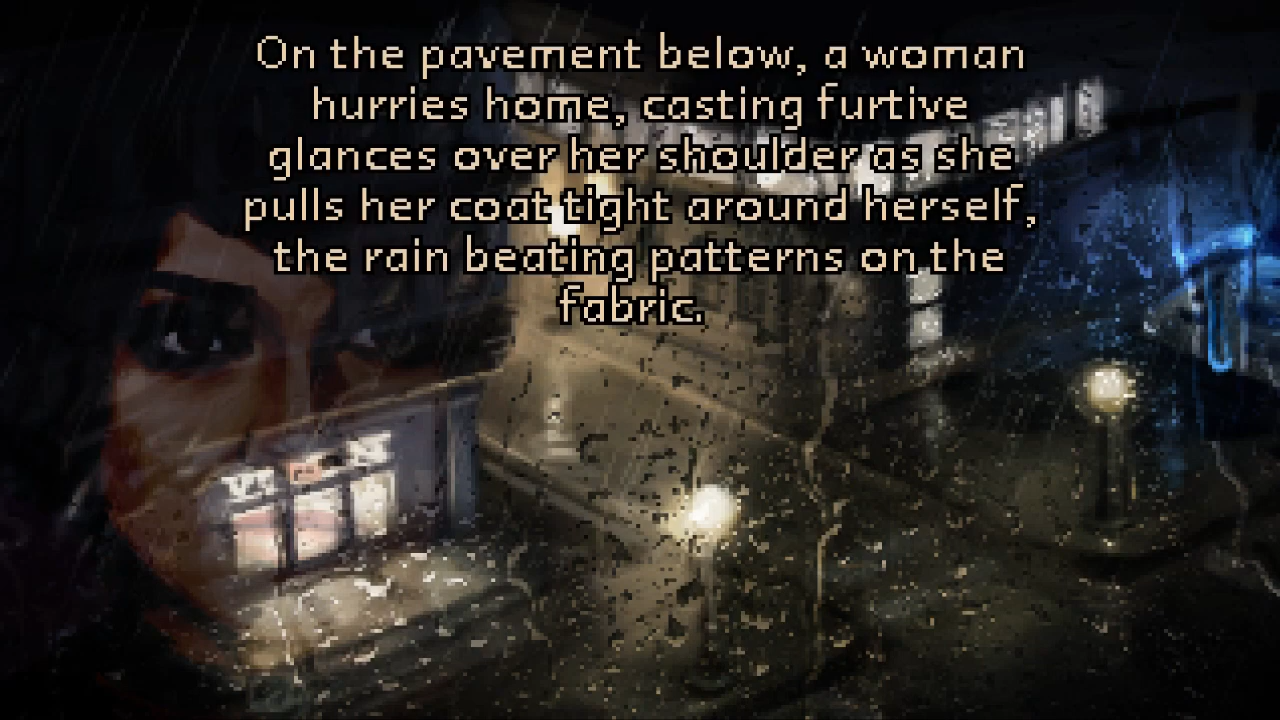 On the pavement below, a woman
hurries home, casting furtive
glances over her shoulder as she
pulls her coat tight around herself,
the rain beating patterns on the
fabric.